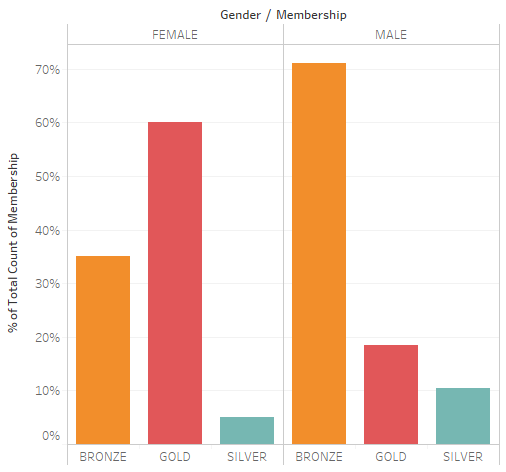 Gender / Membership
FEMALE MALE
% of Total Count of Membership
70%
60%
50%
40%
30%
20%
10%
0%
BRONZE GOLD SILVER BRONZE GOLD SILVER